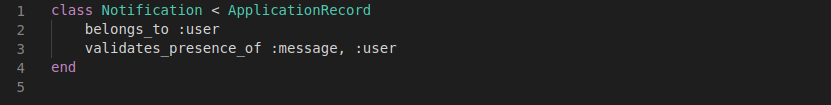 1 class Notification < ApplicationRecord
2     belongs_to :user
3     validates_presence_of :message, :user
4 end
5